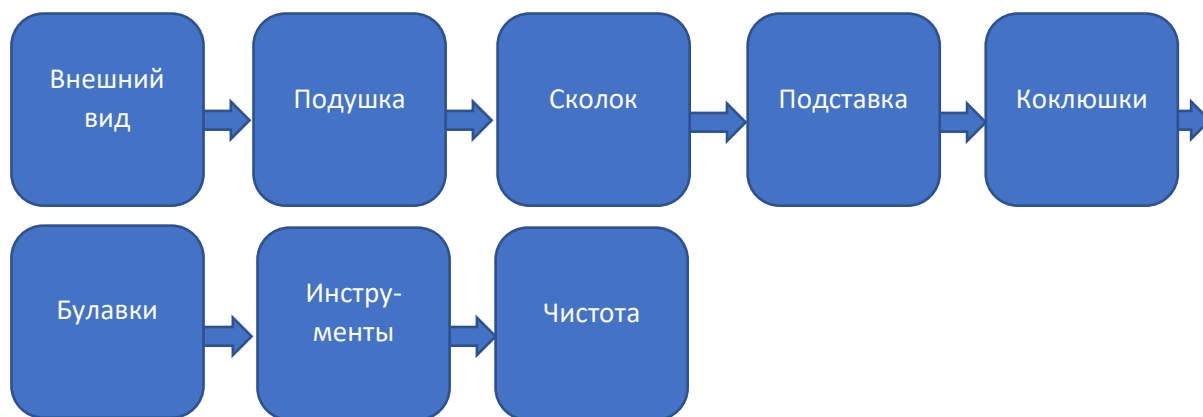 Внешний
вид
Подушка
Сколок
Подставка
Коклюшки
Булавки
Инстру-
менты
Чистота